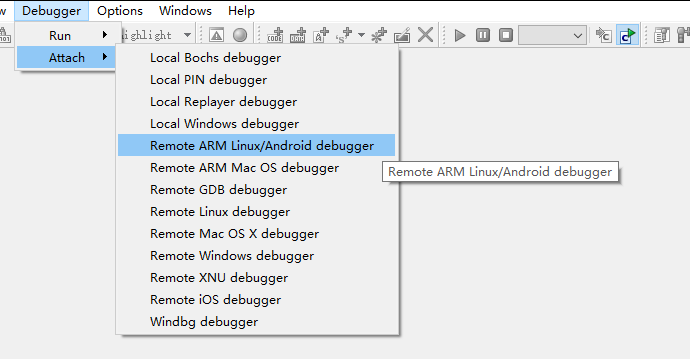 Debugger Options Windows Help
Run
Attach
Local Bochs debugger
Local PIN debugger
Local Replayer debugger
Local Windows debugger
Remote ARM Linux/Android debugger
Remote ARM Mac OS debugger
Remote ARM Linux/Android debugger
Remote GDB debugger
Remote Linux debugger
Remote Mac OS X debugger
Remote Windows debugger
Remote XNU debugger
Remote iOS debugger
Windbg debugger